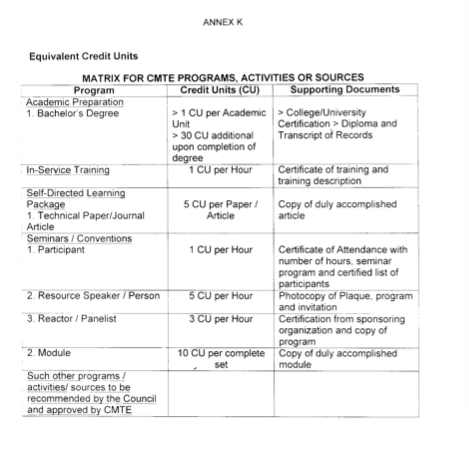 ANNEX K
Equivalent Credit Units
MATRIX FOR CMTE PROGRAMS, ACTIVITIES OR SOURCES
Program Credit Units (CU) Supporting Documents
Academic Preparation
1. Bachelor's Degree > 1 CU per Academic > College/University
Unit Certification > Diploma and
> 30 CU additional Transcript of Records
upon completion of
degree
In-Service Training 1 CU per Hour Certificate of training and
training description
Self-Directed Learning
Package 5 CU per Paper / Copy of duly accomplished
1. Technical Paper/Journal Article article
Article
Seminars / Conventions
1. Participant 1 CU per Hour Certificate of Attendance with
number of hours, seminar
program and certified list of
participants
2. Resource Speaker / Person 5 CU per Hour Photocopy of Plaque, program
and invitation
3. Reactor / Panelist 3 CU per Hour Certification from sponsoring
organization and copy of
program
2. Module 10 CU per complete Copy of duly accomplished
set module
Such other programs /
activities/ sources to be
recommended by the Council
and approved by CMTE